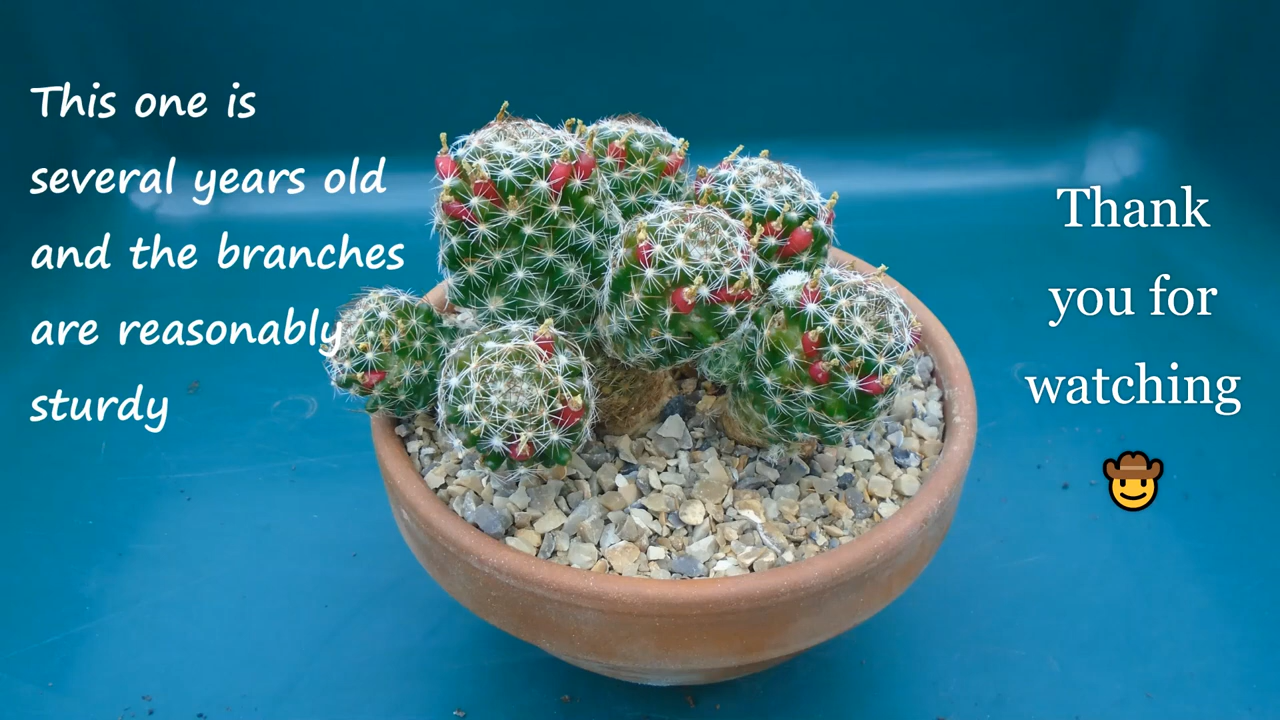 This one is
several years old
and the branches
are reasonably
sturdy
Thank
you for
watching